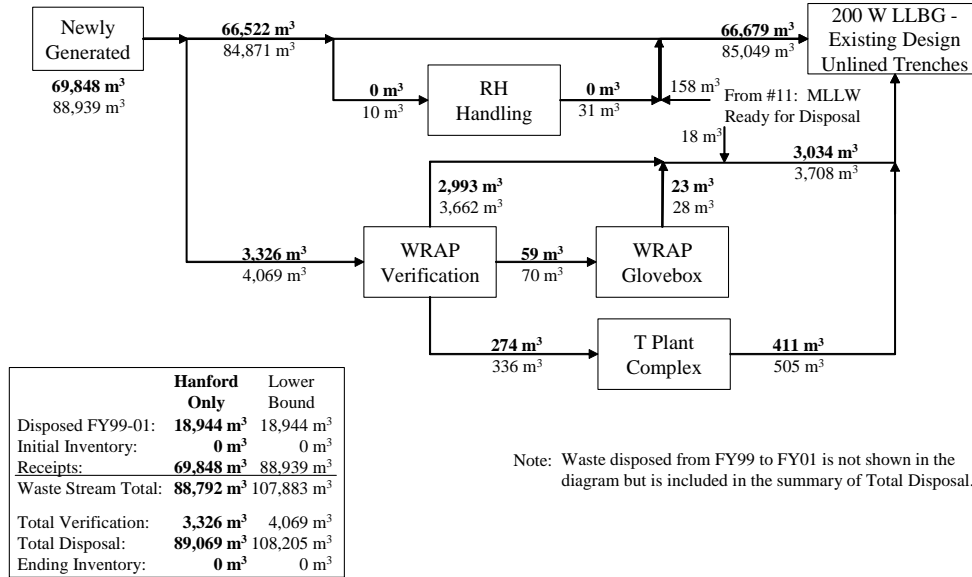 Newly
Generated
69,848 m³
88,939 m³
66,522 m³
84,871 m³
66,679 m³
85,049 m³
200 W LLBG -
Existing Design
Unlined Trenches
0 m³
10 m³
RH
Handling
0 m³
31 m³
158 m³
From #11: MLLW
Ready for Disposal
18 m³
3,034 m³
3,708 m³
2,993 m³
3,662 m³
23 m³
28 m³
3,326 m³
4,069 m³
WRAP
Verification
59 m³
70 m³
WRAP
Glovebox
274 m³
336 m³
T Plant
Complex
411 m³
505 m³
Hanford Lower
Only Bound
Disposed FY99-01: 18,944 m³ 18,944 m³
Initial Inventory: 0 m³ 0 m³
Receipts: 69,848 m³ 88,939 m³
Waste Stream Total: 88,792 m³ 107,883 m³
Total Verification: 3,326 m³ 4,069 m³
Total Disposal: 89,069 m³ 108,205 m³
Ending Inventory: 0 m³ 0 m³
Note: Waste disposed from FY99 to FY01 is not shown in the
diagram but is included in the summary of Total Disposal.